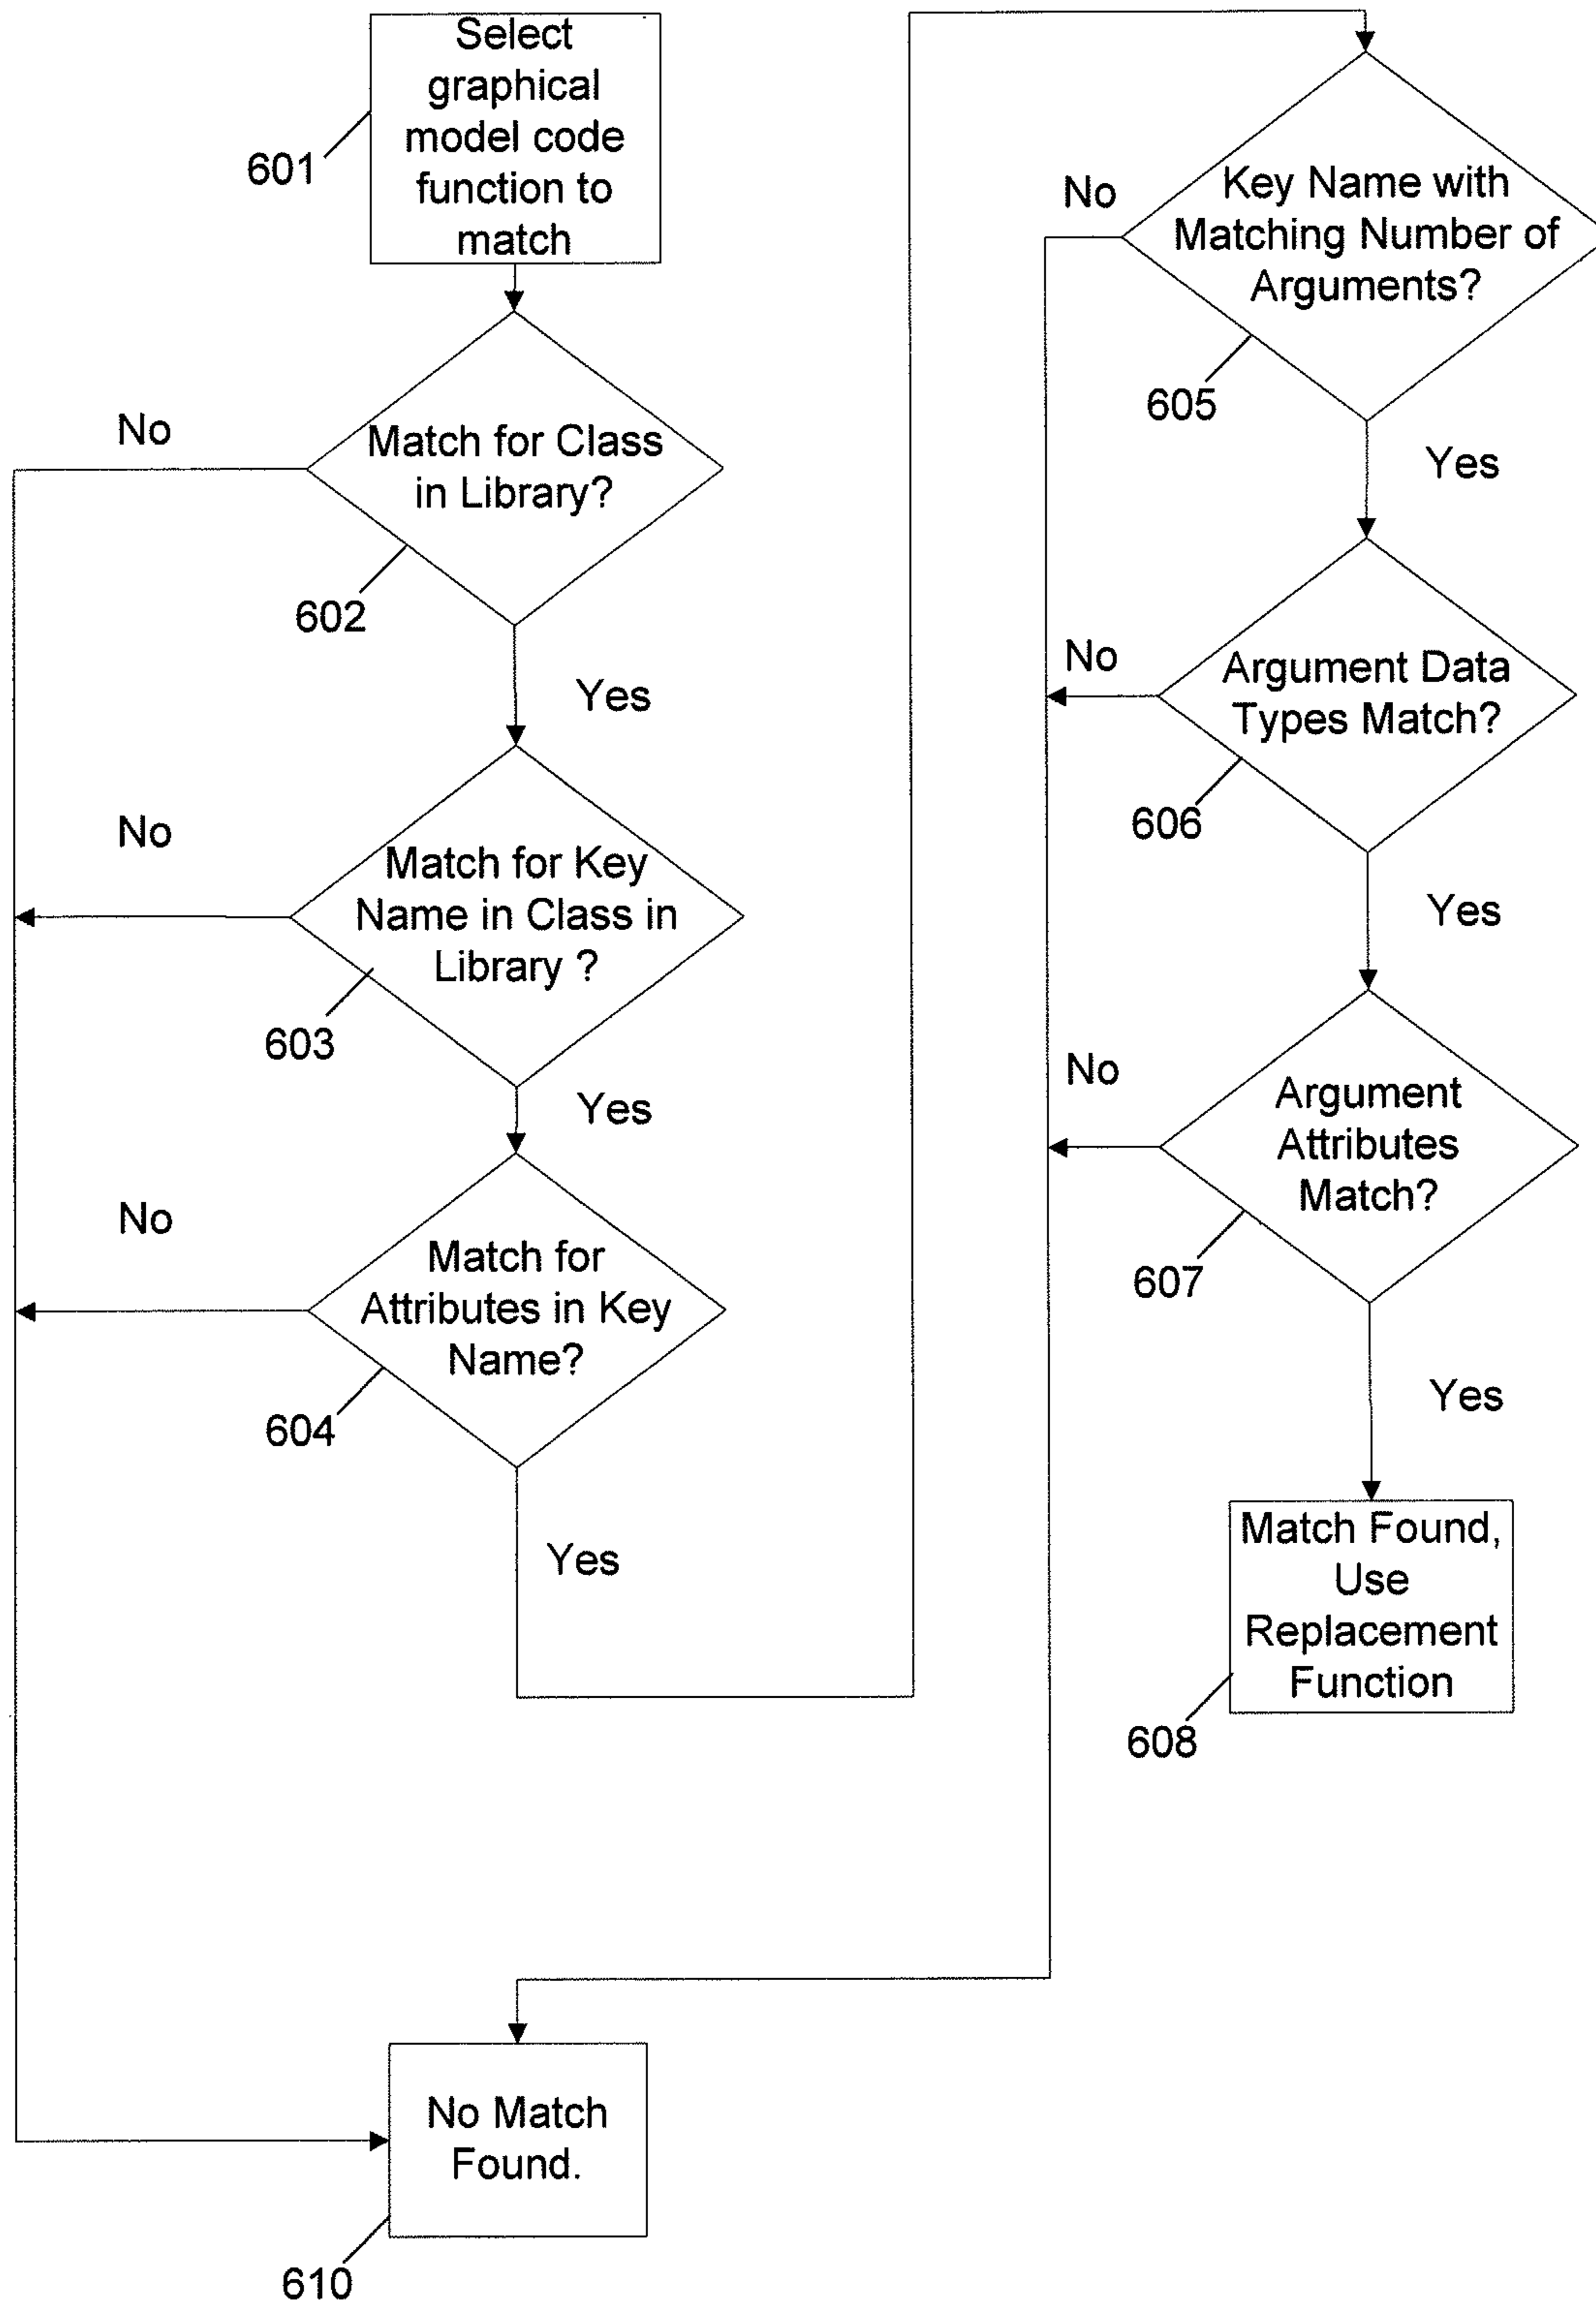 Select
graphical
model code
function to
match
601
No
Match for Class
in Library?
602
Yes
No
Match for Key
Name in Class in
Library ?
603
Yes
No
Match for
Attributes in Key
Name?
604
Yes
No
Key Name with
Matching Number of
Arguments?
605
Yes
No
Argument Data
Types Match?
606
Yes
No
Argument
Attributes
Match?
607
Yes
Match Found,
Use
Replacement
Function
608
No Match
Found.
610